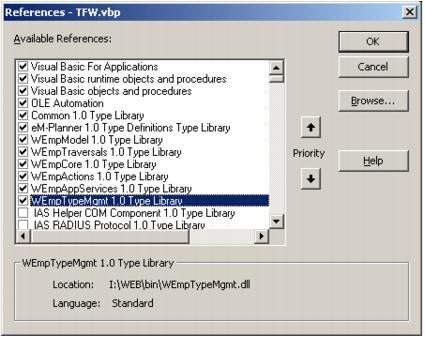 References - TFW.vbp
Available References:
OK
Cancel
Browse...
Help
Visual Basic For Applications
Visual Basic runtime objects and procedures
Visual Basic objects and procedures
OLE Automation
Common 1.0 Type Library
eM-Planner 1.0 Type Definitions Type Library
WEmpModel 1.0 Type Library
WEmpTraversals 1.0 Type Library
WEmpCore 1.0 Type Library
WEmpActions 1.0 Type Library
WEmpAppServices 1.0 Type Library
WEmpTypeMgmt 1.0 Type Library
IAS Helper COM Component 1.0 Type Library
IAS RADIUS Protocol 1.0 Type Library
Priority
WEmpTypeMgmt 1.0 Type Library
Location: I:\WEB\bin\WEmpTypeMgmt.dll
Language: Standard